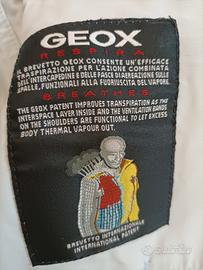 GEOX
RESPIRA
IL BREVETTO GEOX CONSENTE UN'EFFICACE
TRASPIRAZIONE PER L'AZIONE COMBINATA
DELL'INTERCAPEDINE E DELLE FASCE DI AEREAZIONE SULLE
SPALLE, FUNZIONALI ALLA FUORIUSCITA DEL VAPORE
BREATHES
THE GEOX PATENT IMPROVES TRANSPIRATION AS THE
INTERSPACE LAYER INSIDE AND THE VENTILATION BANDS
ON THE SHOULDERS ARE FUNCTIONAL TO LET EXCESS
BODY THERMAL VAPOUR OUT.
BREVETTO INTERNAZIONALE
INTERNATIONAL PATENT
subito